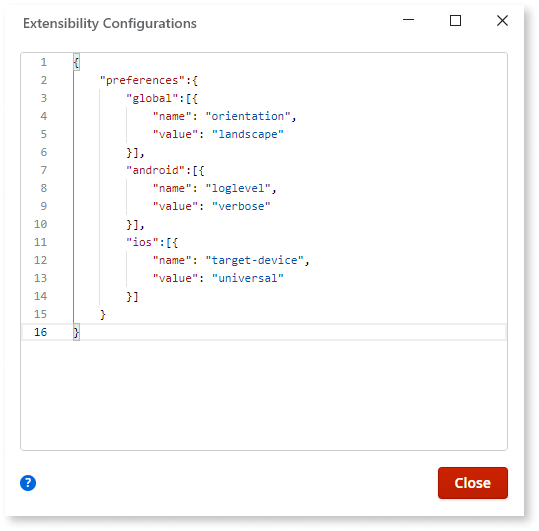 Extensibility Configurations
1 {
2     "preferences":{
3         "global":[{
4             "name": "orientation",
5             "value": "landscape"
6         }],
7         "android":[{
8             "name": "loglevel",
9             "value": "verbose"
10         }],
11         "ios":[{
12             "name": "target-device",
13             "value": "universal"
14         }]
15     }
16 }
?
Close